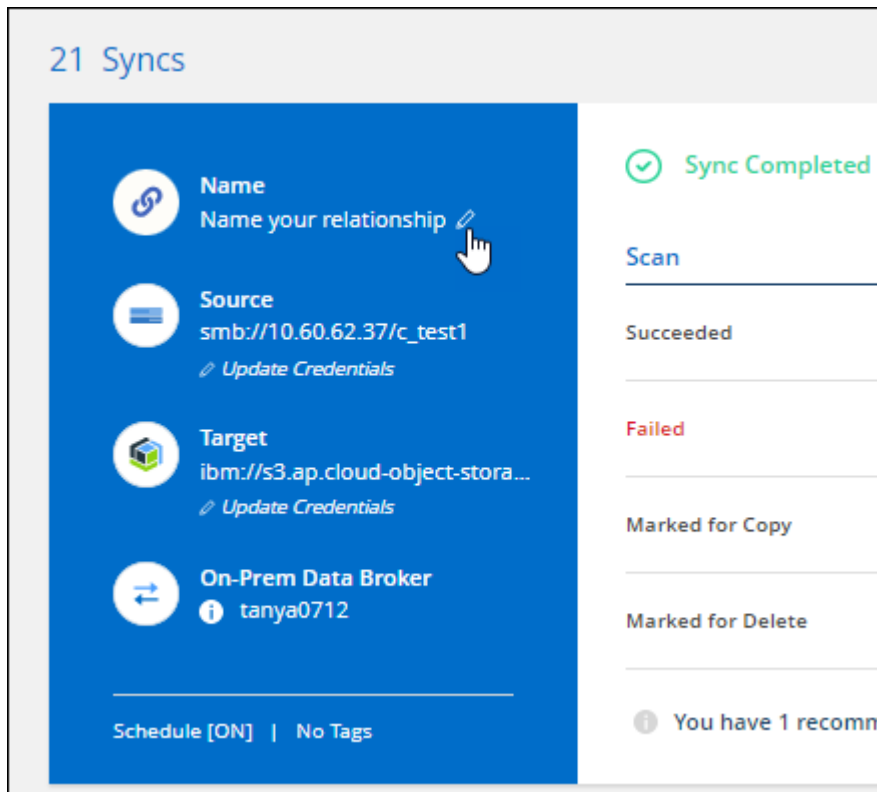 21 Syncs
Name
Name your relationship
Source
smb://10.60.62.37/c_test1
Update Credentials
Target
ibm://s3.ap.cloud-object-stora...
Update Credentials
On-Prem Data Broker
tanya0712
Schedule [ON] | No Tags
Sync Completed
Scan
Succeeded
Failed
Marked for Copy
Marked for Delete
You have 1 recomm